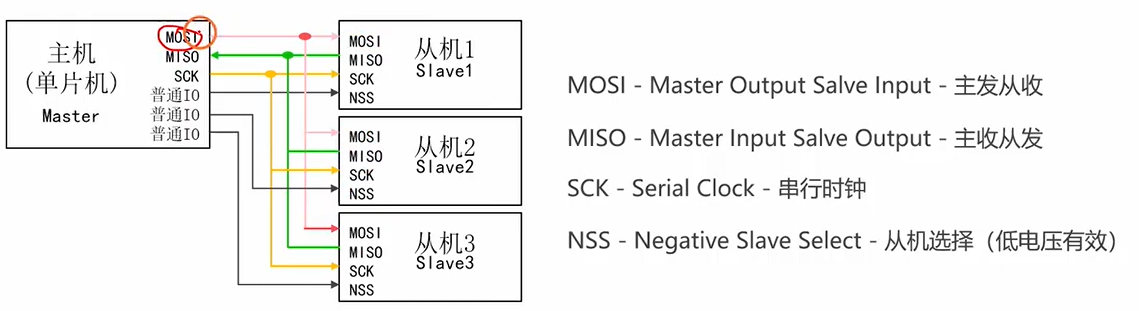 主机
(单片机)
Master
MOSI
MISO
SCK
普通IO
普通IO
普通IO
MOSI
MISO
SCK
NSS
从机1
Slave1
MOSI
MISO
SCK
NSS
从机2
Slave2
MOSI
MISO
SCK
NSS
从机3
Slave3
MOSI - Master Output Salve Input - 主发从收
MISO - Master Input Salve Output - 主收从发
SCK - Serial Clock - 串行时钟
NSS - Negative Slave Select - 从机选择（低电压有效）